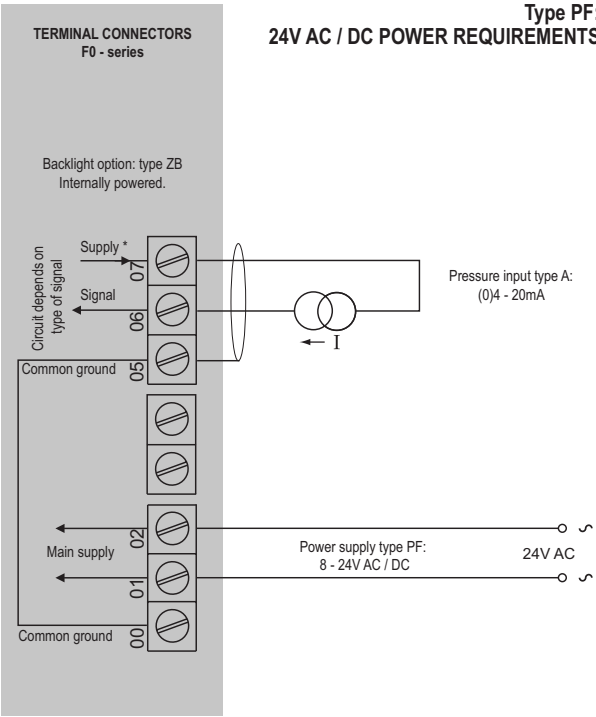 TERMINAL CONNECTORS
F0 - series
Type PF:
24V AC / DC POWER REQUIREMENTS
Backlight option: type ZB
Internally powered.
Circuit depends on
type of signal
Supply *
07
Signal
06
Common ground
05
I
Pressure input type A:
(0)4 - 20mA
02
Main supply
01
Power supply type PF:
8 - 24V AC / DC
24V AC
Common ground
00